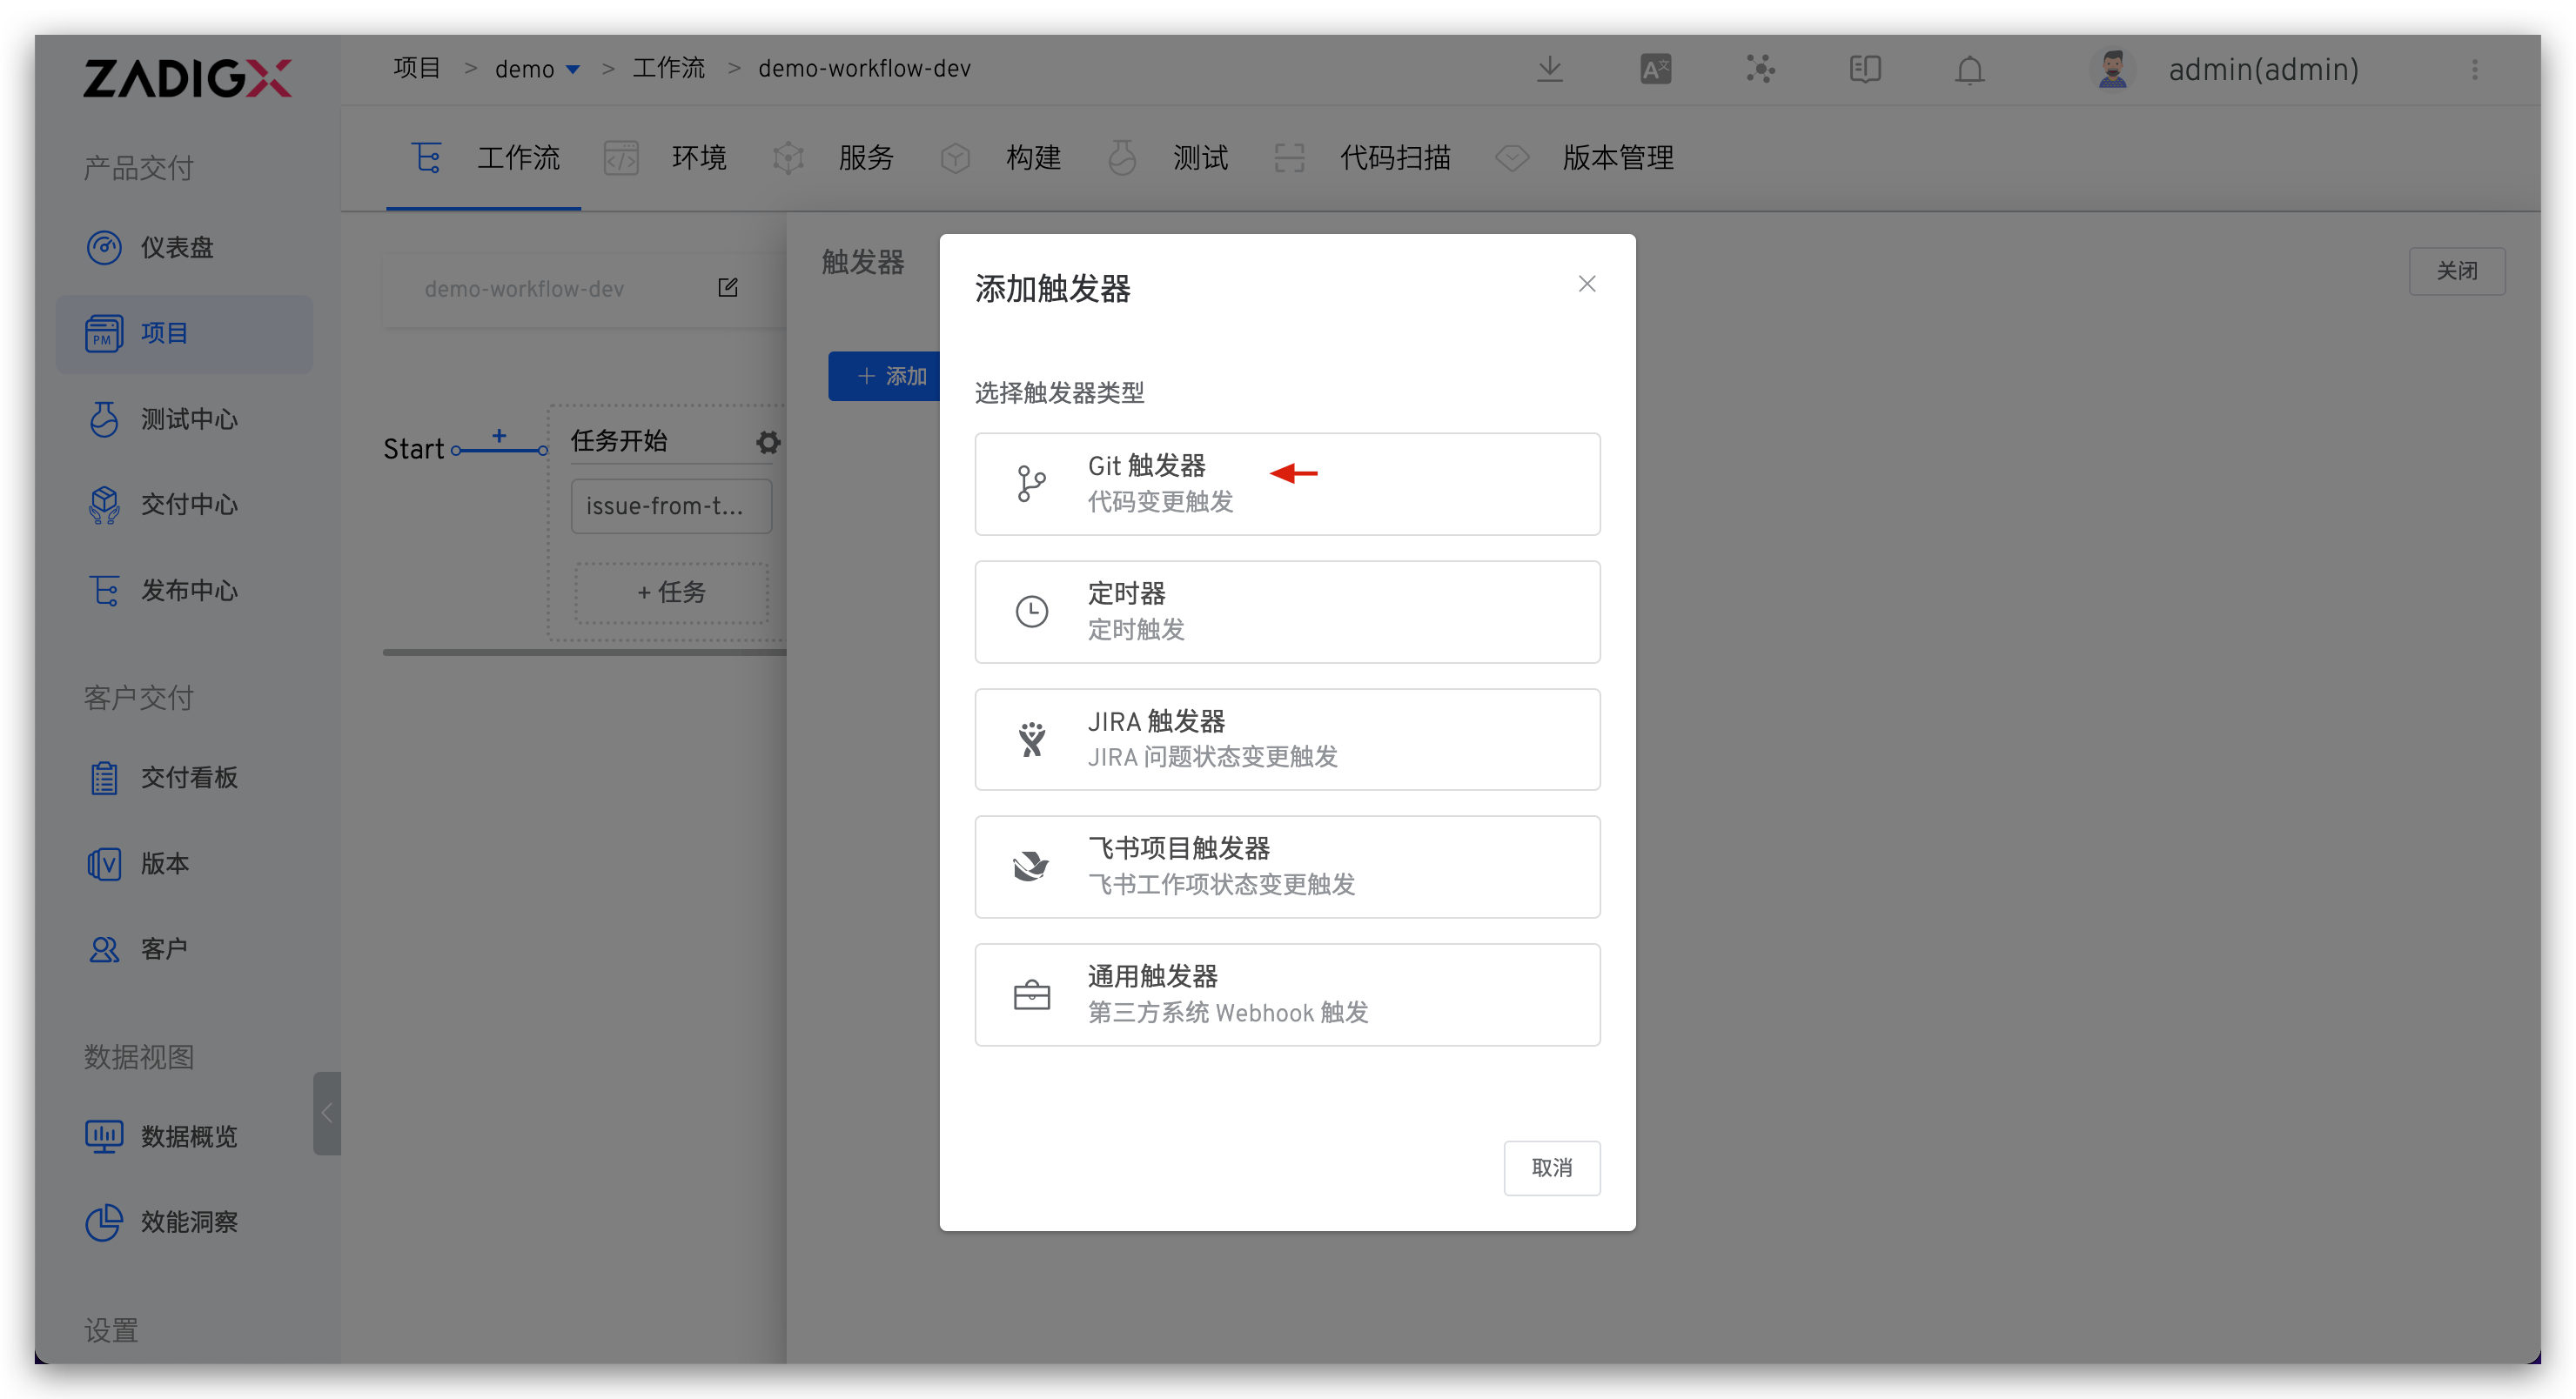 ZADIGX
项目 > demo > 工作流 > demo-workflow-dev
admin(admin)
产品交付
仪表盘
项目
测试中心
交付中心
发布中心
客户交付
交付看板
版本
客户
数据视图
数据概览
效能洞察
设置
工作流 环境 服务 构建 测试 代码扫描 版本管理
demo-workflow-dev
Start
任务开始
issue-from-t...
+ 任务
触发器
关闭
+ 添加
添加触发器
选择触发器类型
Git 触发器
代码变更触发
定时器
定时触发
JIRA 触发器
JIRA 问题状态变更触发
飞书项目触发器
飞书工作项状态变更触发
通用触发器
第三方系统 Webhook 触发
取消